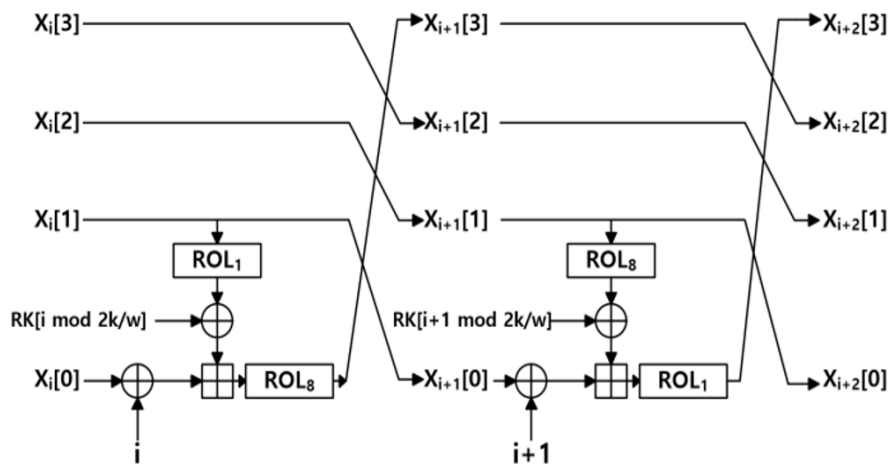 Xᵢ[3] Xᵢ₊₁[3] Xᵢ₊₂[3]
Xᵢ[2] Xᵢ₊₁[2] Xᵢ₊₂[2]
Xᵢ[1] Xᵢ₊₁[1] Xᵢ₊₂[1]
ROL₁ ROL₈
RK[i mod 2k/w] RK[i+1 mod 2k/w]
Xᵢ[0] ROL₈ Xᵢ₊₁[0] ROL₁ Xᵢ₊₂[0]
i i+1